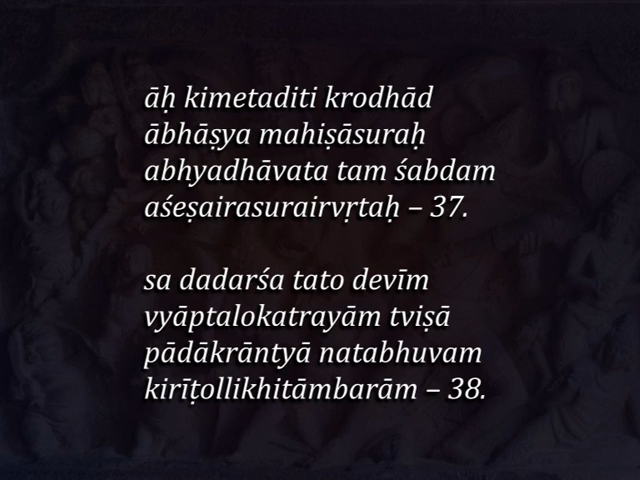 āḥ kimetaditi krodhād
ābhāṣya mahiṣāsuraḥ
abhyadhāvata tam śabdam
aśeṣairasurairvṛtaḥ – 37.
sa dadarśa tato devīm
vyāptalokatrayām tviṣā
pādākrāntyā natabhuvam
kirīṭollikhitāmbarām – 38.